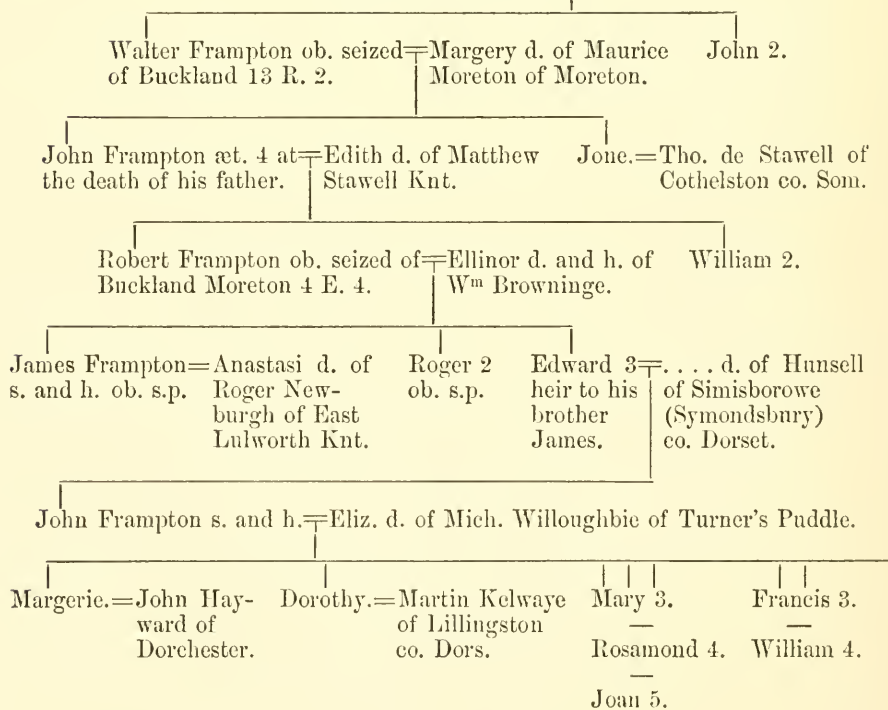 Walter Frampton ob. seized=Margery d. of Maurice John 2.
of Buckland 13 R. 2. Moreton of Moreton.
John Frampton æt. 4 at=Edith d. of Matthew Jone.=Tho. de Stawell of
the death of his father. Stawell Knt. Cothelston co. Som.
Robert Frampton ob. seized of=Ellinor d. and h. of William 2.
Buckland Moreton 4 E. 4. Wm Browninge.
James Frampton=Anastasi d. of Roger 2 Edward 3=. . . . d. of Hunsell
s. and h. ob. s.p. Roger New- ob. s.p. heir to his of Simisborowe
burgh of East brother (Symondsbury)
Lulworth Knt. James. co. Dorset.
John Frampton s. and h.=Eliz. d. of Mich. Willoughbie of Turner's Puddle.
Margerie.=John Hay- Dorothy.=Martin Kelwaye Mary 3. Francis 3.
ward of of Lillingston — —
Dorchester. co. Dors. Rosamond 4. William 4.
—
Joan 5.